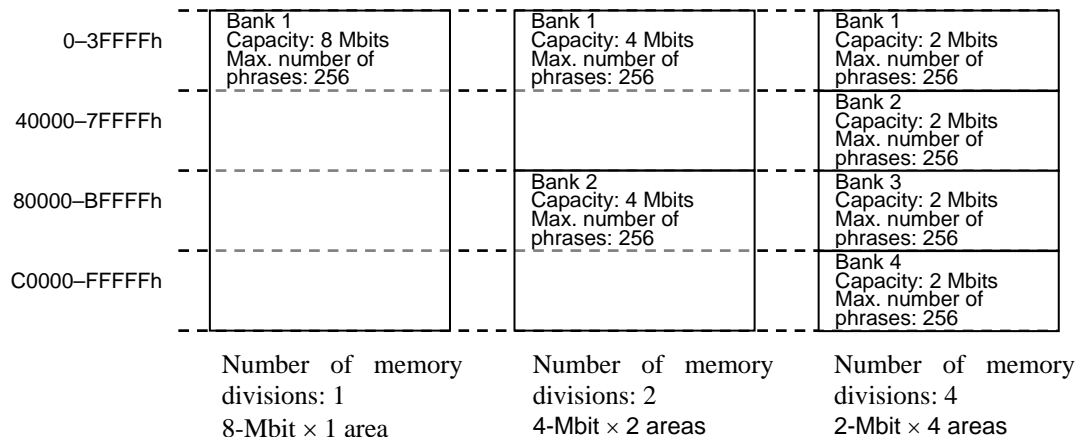 0–3FFFFh
40000–7FFFFh
80000–BFFFFh
C0000–FFFFFh
Bank 1
Capacity: 8 Mbits
Max. number of
phrases: 256
Number of memory
divisions: 1
8-Mbit × 1 area
Bank 1
Capacity: 4 Mbits
Max. number of
phrases: 256
Bank 2
Capacity: 4 Mbits
Max. number of
phrases: 256
Number of memory
divisions: 2
4-Mbit × 2 areas
Bank 1
Capacity: 2 Mbits
Max. number of
phrases: 256
Bank 2
Capacity: 2 Mbits
Max. number of
phrases: 256
Bank 3
Capacity: 2 Mbits
Max. number of
phrases: 256
Bank 4
Capacity: 2 Mbits
Max. number of
phrases: 256
Number of memory
divisions: 4
2-Mbit × 4 areas